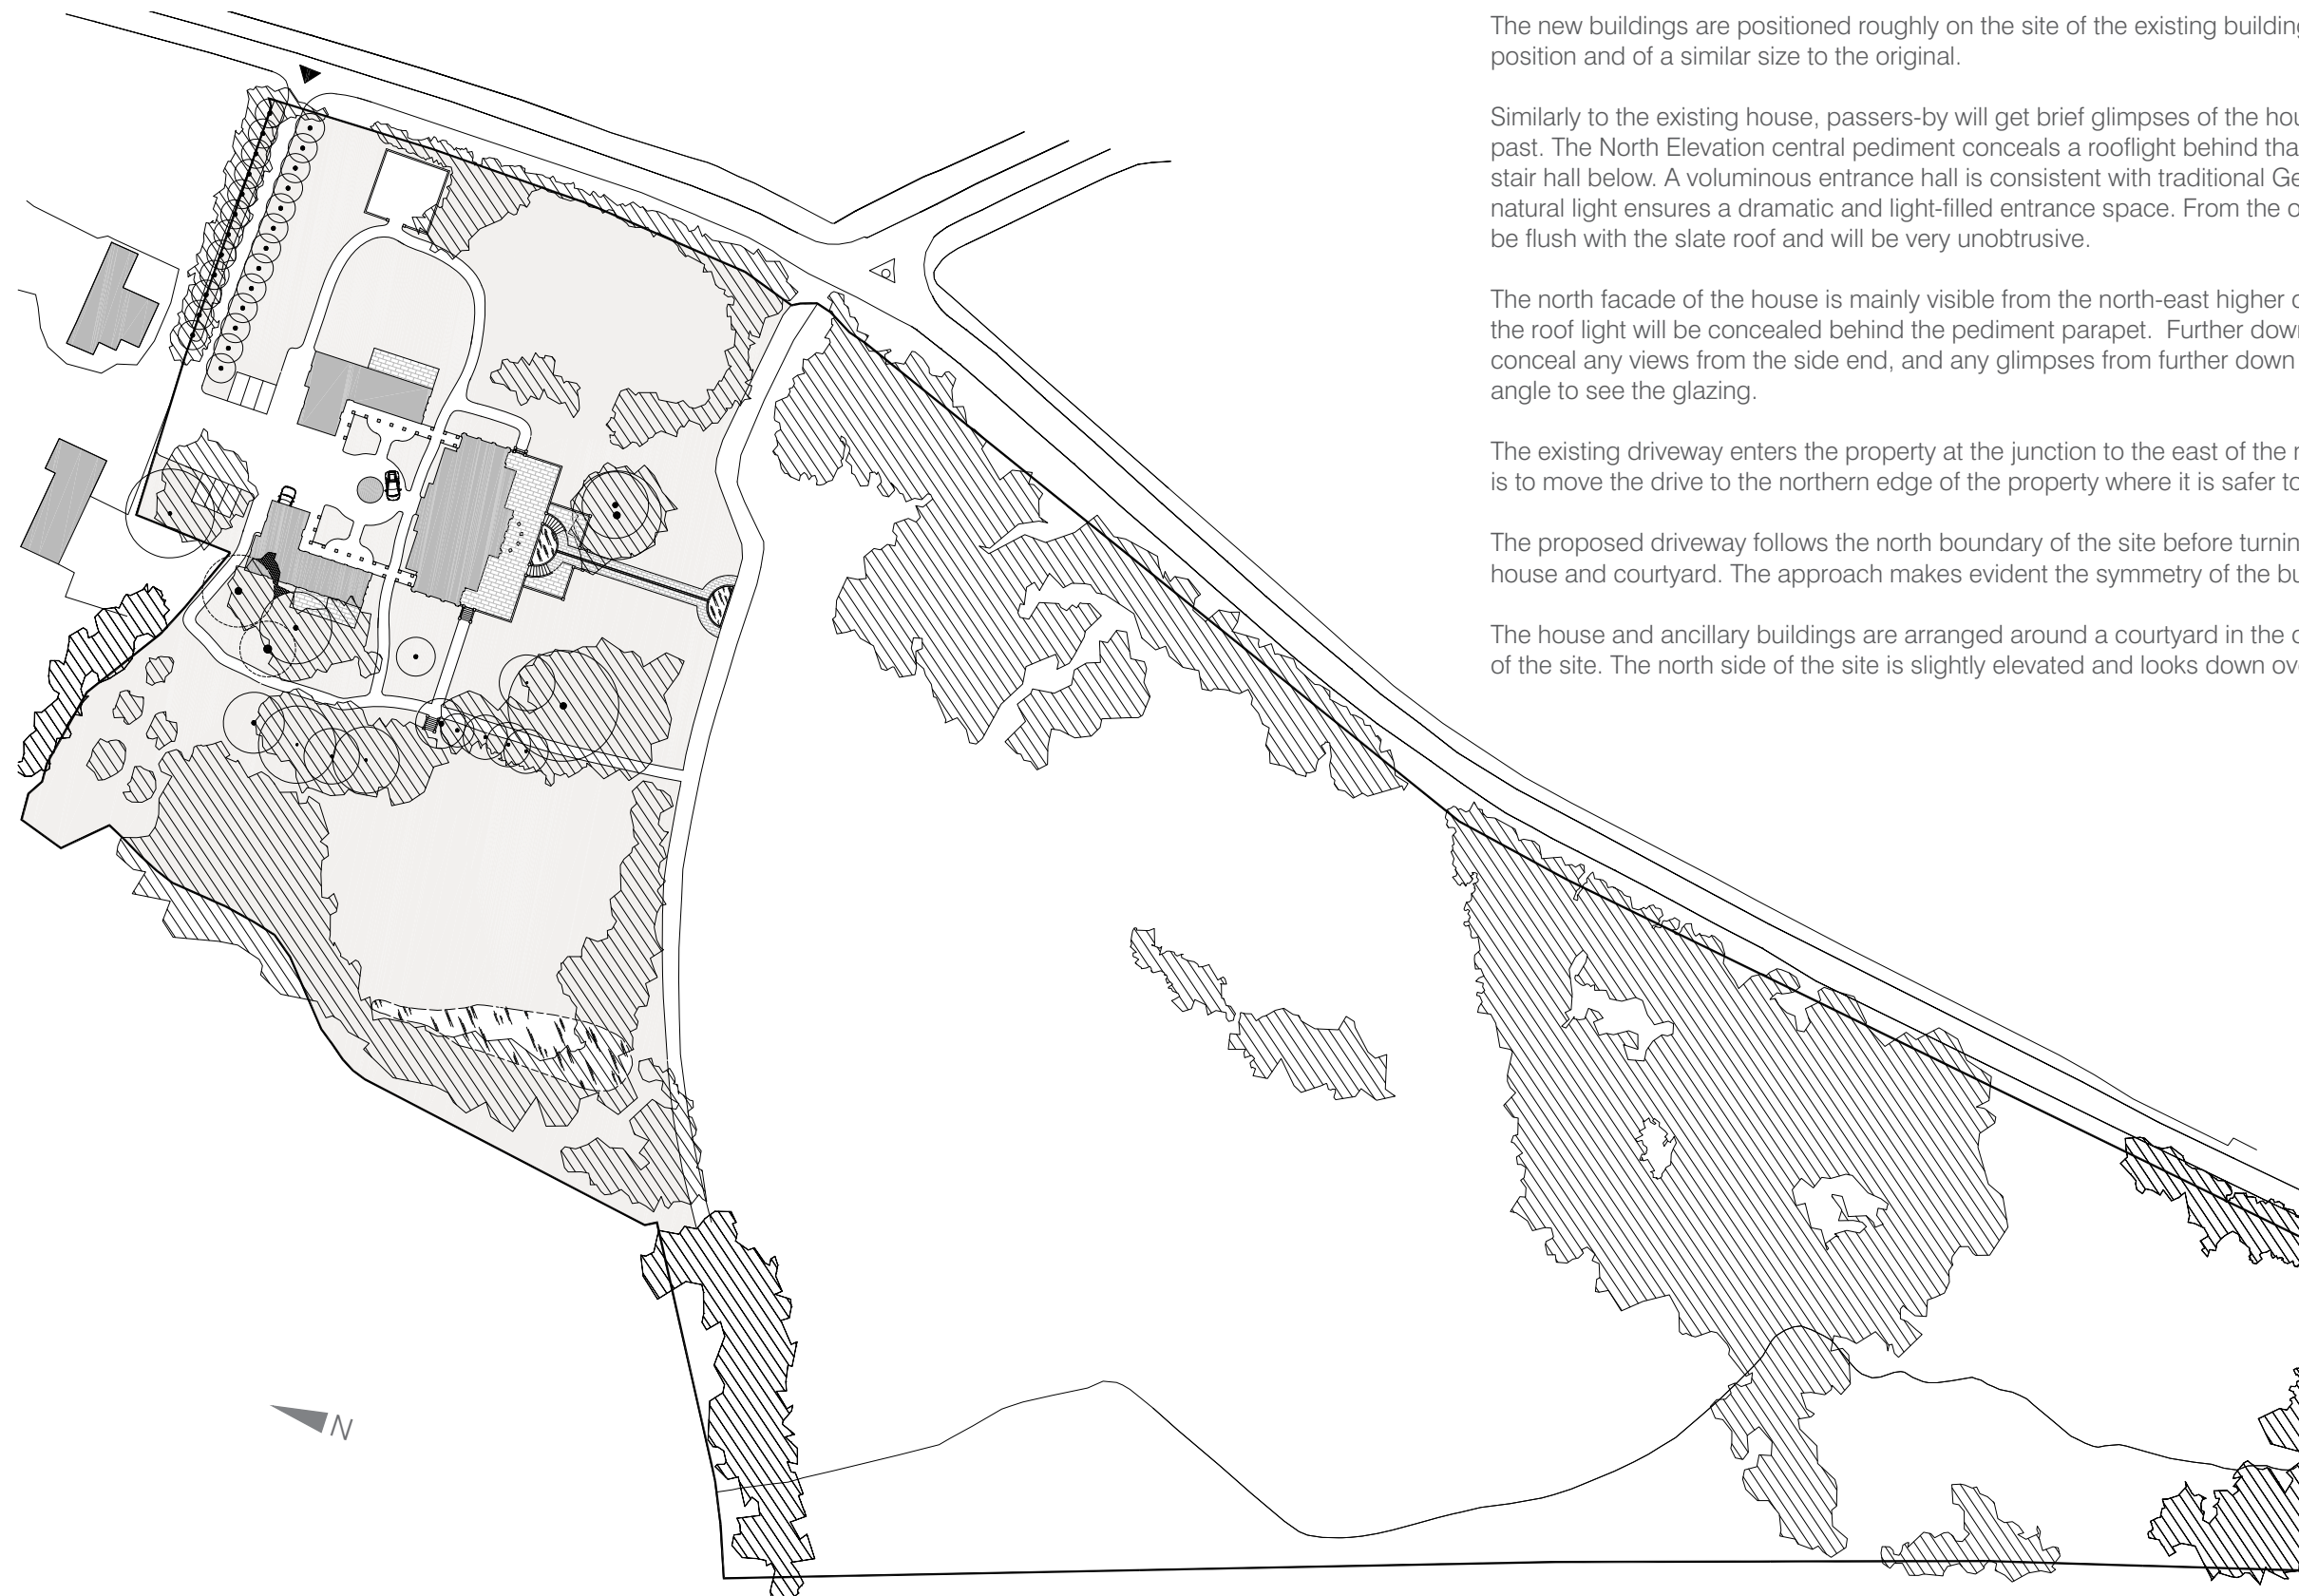 The new buildings are positioned roughly on the site of the existing
position and of a similar size to the original.
Similarly to the existing house, passers-by will get brief glimpses of the
past. The North Elevation central pediment conceals a rooflight behind
stair hall below. A voluminous entrance hall is consistent with traditional
natural light ensures a dramatic and light-filled entrance space. From the
be flush with the slate roof and will be very unobtrusive.
The north facade of the house is mainly visible from the north-east higher
the roof light will be concealed behind the pediment parapet. Further
conceal any views from the side end, and any glimpses from further down
angle to see the glazing.
The existing driveway enters the property at the junction to the east of the
is to move the drive to the northern edge of the property where it is safer to
The proposed driveway follows the north boundary of the site before
house and courtyard. The approach makes evident the symmetry of the
The house and ancillary buildings are arranged around a courtyard in the
of the site. The north side of the site is slightly elevated and looks down
N